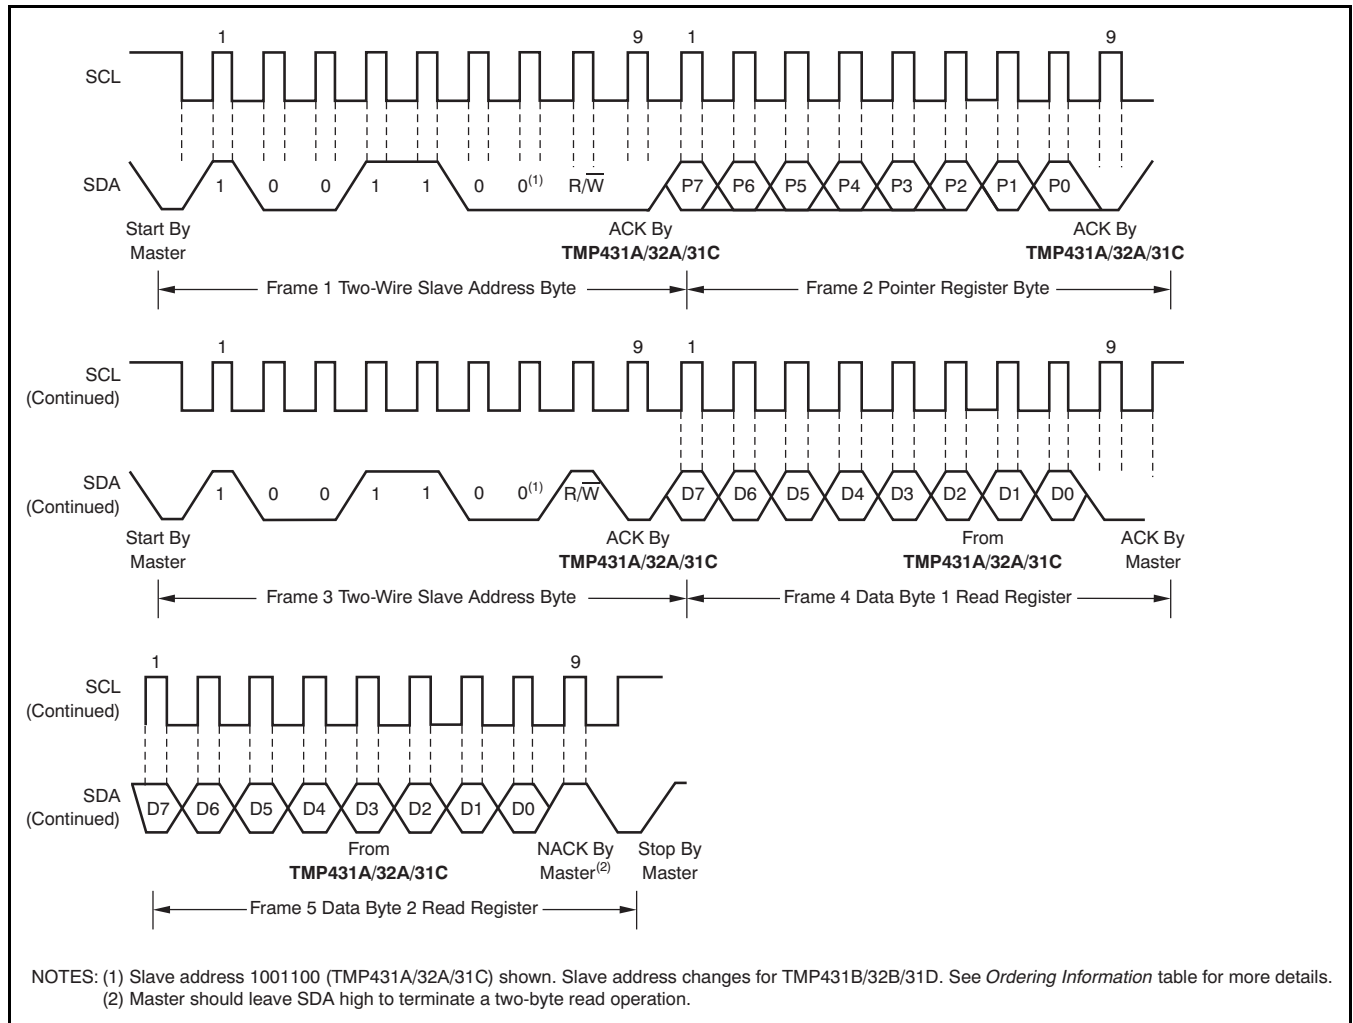 1 9 1 9
SCL
SDA 1 0 0 1 1 0 0(1) R/W P7 P6 P5 P4 P3 P2 P1 P0
Start By ACK By ACK By
Master TMP431A/32A/31C TMP431A/32A/31C
Frame 1 Two-Wire Slave Address Byte Frame 2 Pointer Register Byte
1 9 1 9
SCL
(Continued)
SDA 1 0 0 1 1 0 0(1) R/W D7 D6 D5 D4 D3 D2 D1 D0
(Continued)
Start By ACK By From ACK By
Master TMP431A/32A/31C TMP431A/32A/31C Master
Frame 3 Two-Wire Slave Address Byte Frame 4 Data Byte 1 Read Register
1 9
SCL
(Continued)
SDA D7 D6 D5 D4 D3 D2 D1 D0
(Continued)
From NACK By Stop By
TMP431A/32A/31C Master(2) Master
Frame 5 Data Byte 2 Read Register
NOTES: (1) Slave address 1001100 (TMP431A/32A/31C) shown. Slave address changes for TMP431B/32B/31D. See Ordering Information table for more details.
(2) Master should leave SDA high to terminate a two-byte read operation.